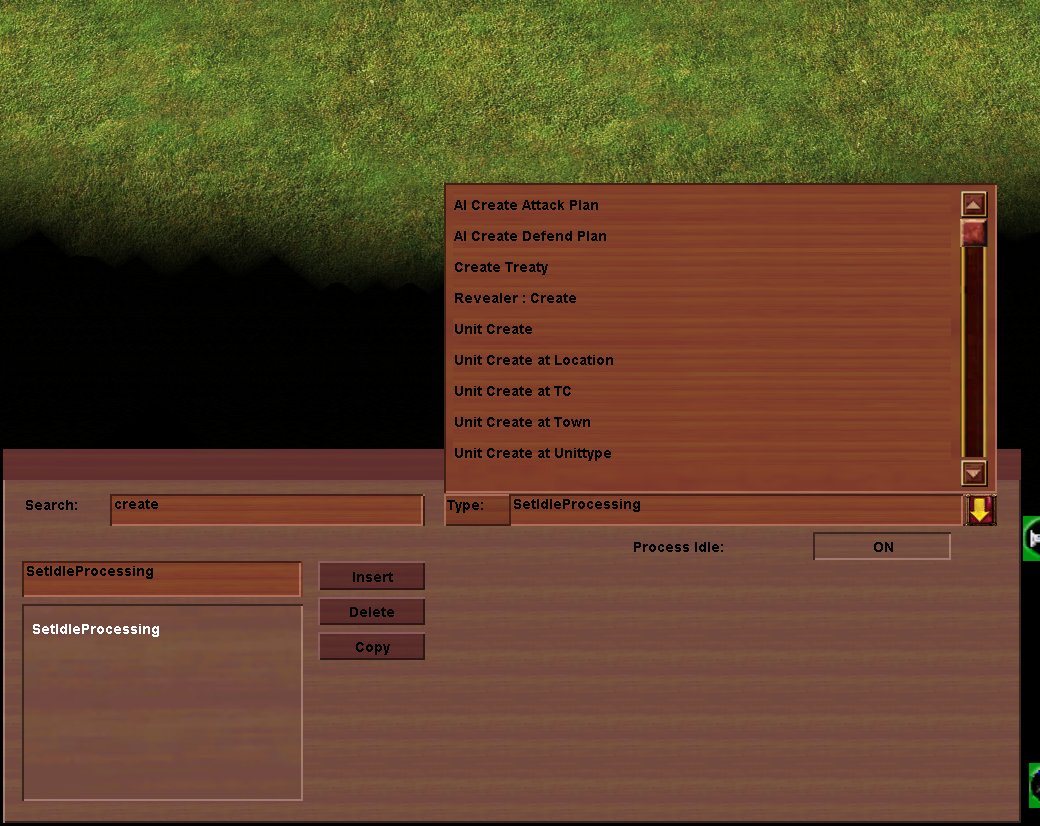 AI Create Attack Plan
AI Create Defend Plan
Create Treaty
Revealer : Create
Unit Create
Unit Create at Location
Unit Create at TC
Unit Create at Town
Unit Create at Unittype
Search: create
Type: SetIdleProcessing
Process Idle: ON
SetIdleProcessing
Insert
SetIdleProcessing
Delete
Copy